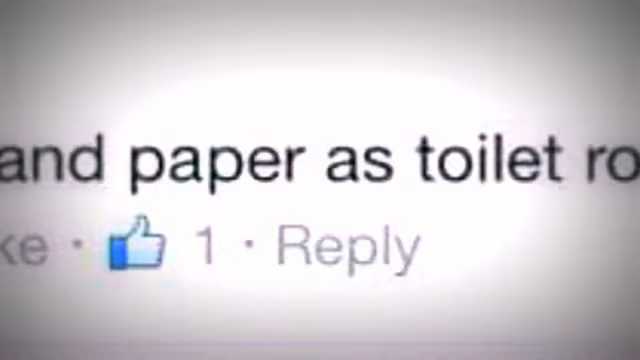 and paper as toilet ro
ke · 1 · Reply